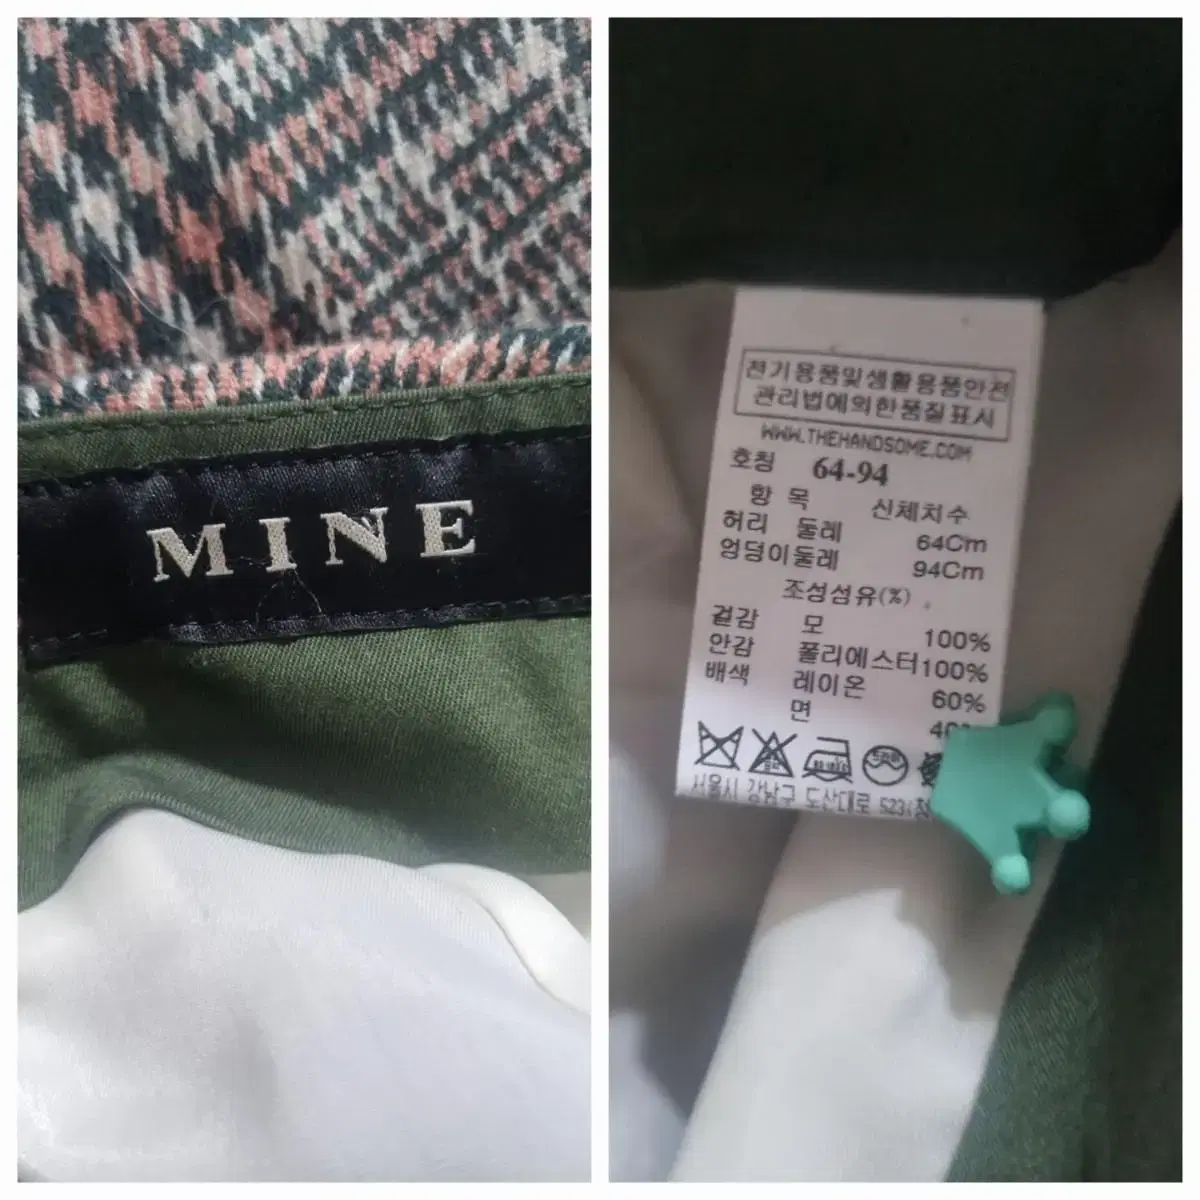 MINE
전기용품및생활용품안전
관리법에의한품질표시
WWW.THEHANDSOME.COM
호칭 64-94
항 목 신체치수
허리 둘레 64Cm
엉덩이둘레 94Cm
조성섬유(%)
겉감 모 100%
안감 폴리에스터100%
배색 레이온 60%
면
서울시 강남구 도산대로 523